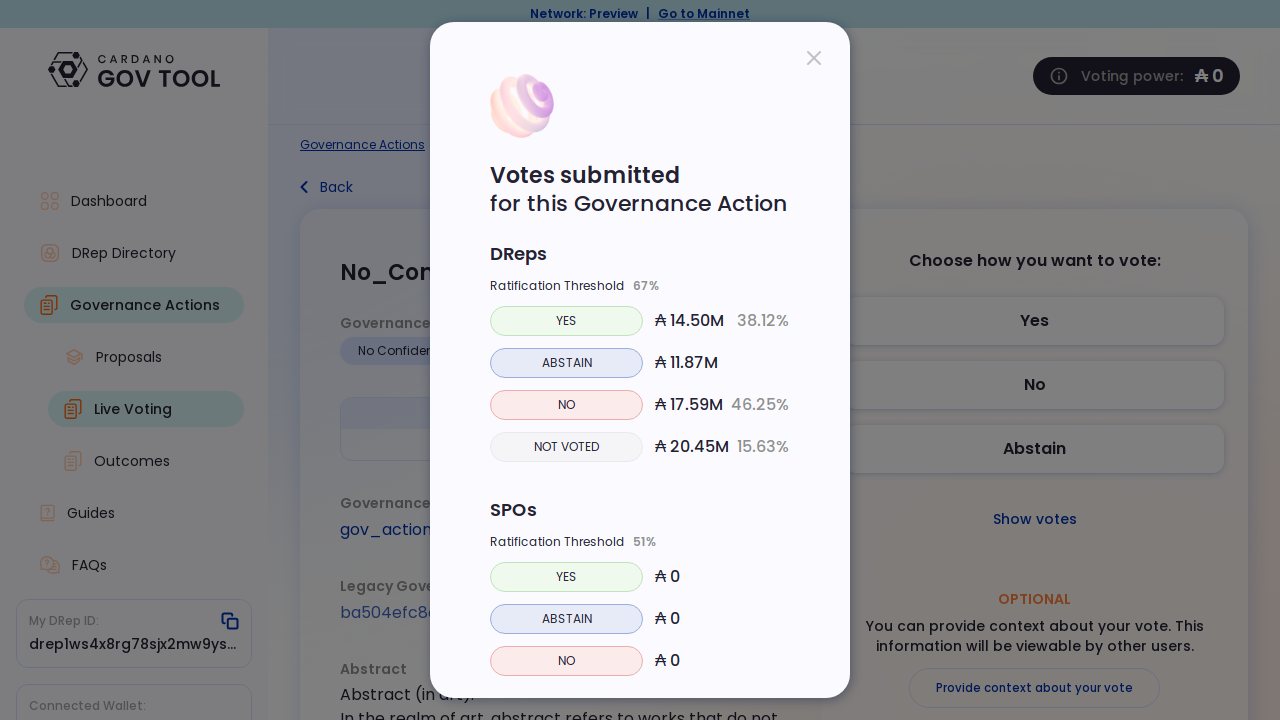 Network: Preview | Go to Mainnet
CARDANO
GOV TOOL
Voting power: ₳ 0
Dashboard
DRep Directory
Governance Actions
Proposals
Live Voting
Outcomes
Guides
FAQs
My DRep ID:
drep1ws4x8rg78sjx2mw9ys...
Connected Wallet:
Governance Actions
Back
No_Con
Governance
No Confiden
Governance
gov_action
Legacy Gove
ba504efc8
Abstract
Abstract (in art):
In the realm of art, abstract refers to works that do not
Votes submitted
for this Governance Action
DReps
Ratification Threshold 67%
YES ₳ 14.50M 38.12%
ABSTAIN ₳ 11.87M
NO ₳ 17.59M 46.25%
NOT VOTED ₳ 20.45M 15.63%
SPOs
Ratification Threshold 51%
YES ₳ 0
ABSTAIN ₳ 0
NO ₳ 0
Choose how you want to vote:
Yes
No
Abstain
Show votes
OPTIONAL
You can provide context about your vote. This
information will be viewable by other users.
Provide context about your vote